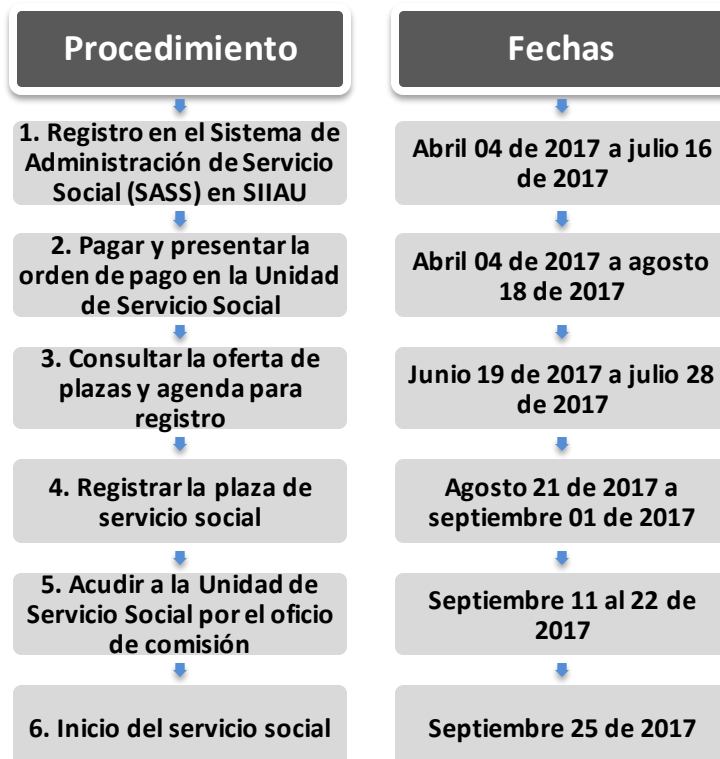 Procedimiento
Fechas
1. Registro en el Sistema de
Administración de Servicio
Social (SASS) en SIIAU
Abril 04 de 2017 a julio 16
de 2017
2. Pagar y presentar la
orden de pago en la Unidad
de Servicio Social
Abril 04 de 2017 a agosto
18 de 2017
3. Consultar la oferta de
plazas y agenda para
registro
Junio 19 de 2017 a julio 28
de 2017
4. Registrar la plaza de
servicio social
Agosto 21 de 2017 a
septiembre 01 de 2017
5. Acudir a la Unidad de
Servicio Social por el oficio
de comisión
Septiembre 11 al 22 de
2017
6. Inicio del servicio social
Septiembre 25 de 2017